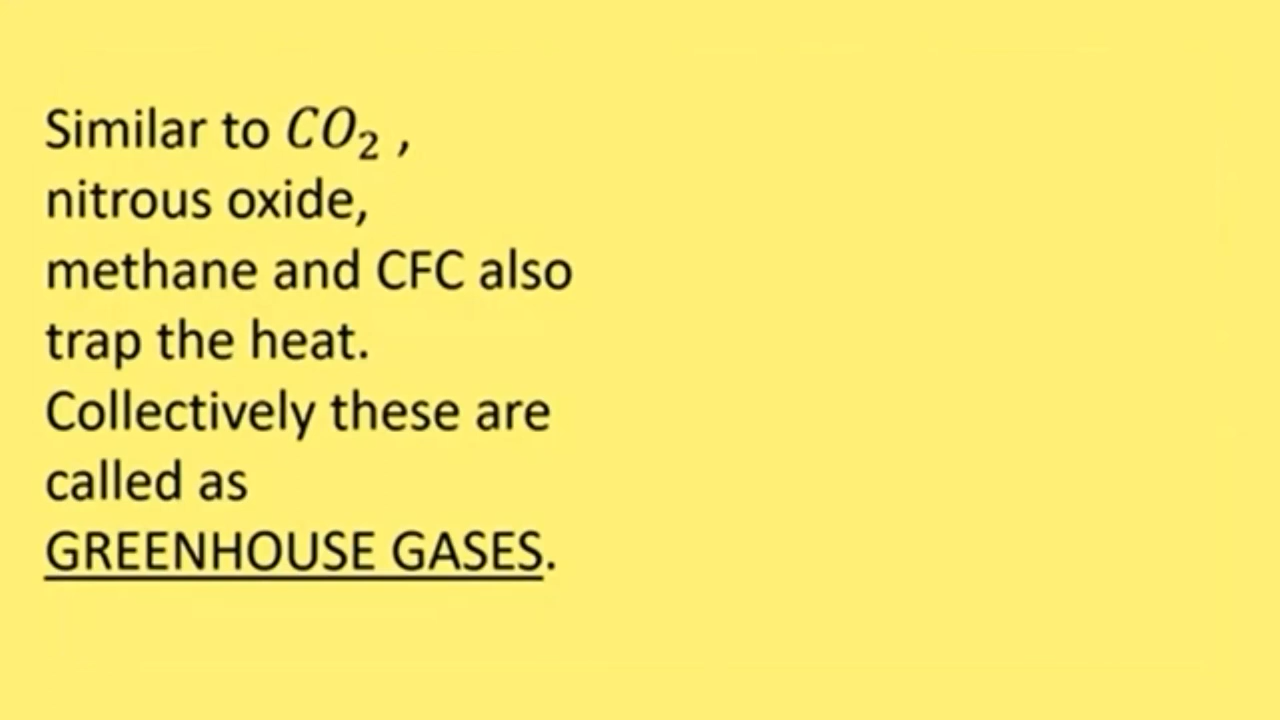 Similar to CO₂ ,
nitrous oxide,
methane and CFC also
trap the heat.
Collectively these are
called as
GREENHOUSE GASES.